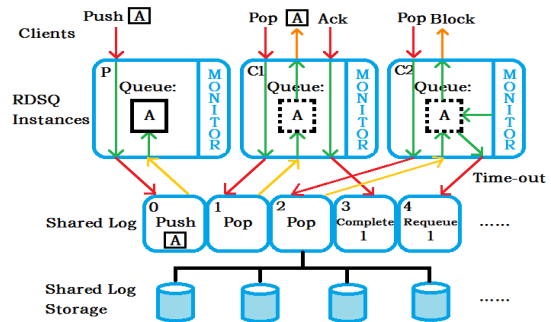 Clients Push A Pop A Ack Pop Block
RDSQ Instances
P Queue: A MONITOR
C1 Queue: A MONITOR
C2 Queue: A MONITOR
Time-out
Shared Log
0 Push A
1 Pop
2 Pop
3 Complete 1
4 Requeue 1
......
Shared Log Storage
......